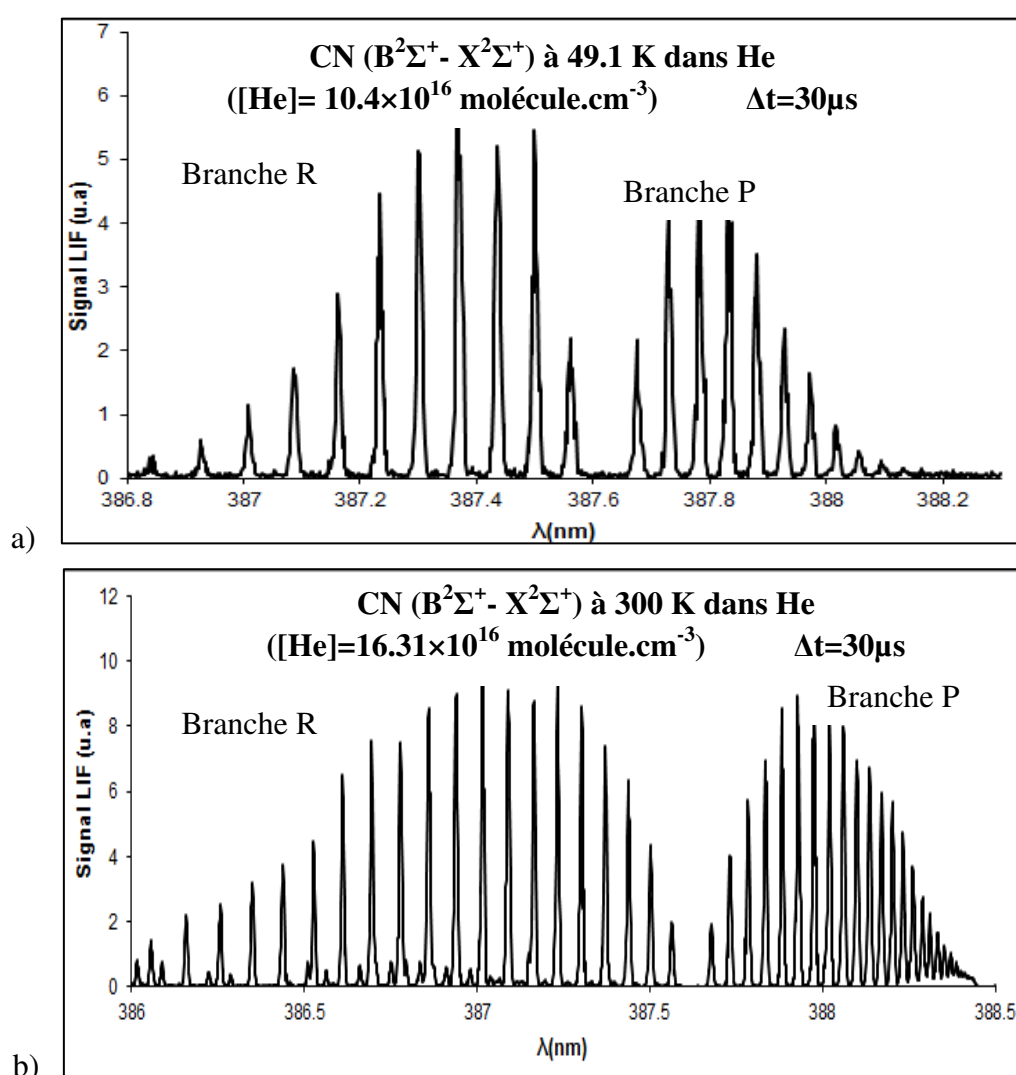 CN (B²Σ⁺- X²Σ⁺) à 49.1 K dans He
([He]= 10.4×10¹⁶ molécule.cm⁻³) Δt=30µs
Branche R
Branche P
Signal LIF (u.a)
7
6
5
4
3
2
1
0
386.8 387 387.2 387.4 387.6 387.8 388 388.2
λ(nm)
a)
CN (B²Σ⁺- X²Σ⁺) à 300 K dans He
([He]=16.31×10¹⁶ molécule.cm⁻³) Δt=30µs
Branche R
Branche P
Signal LIF (u.a)
12
10
8
6
4
2
0
386 386.5 387 387.5 388 388.5
λ(nm)
b)